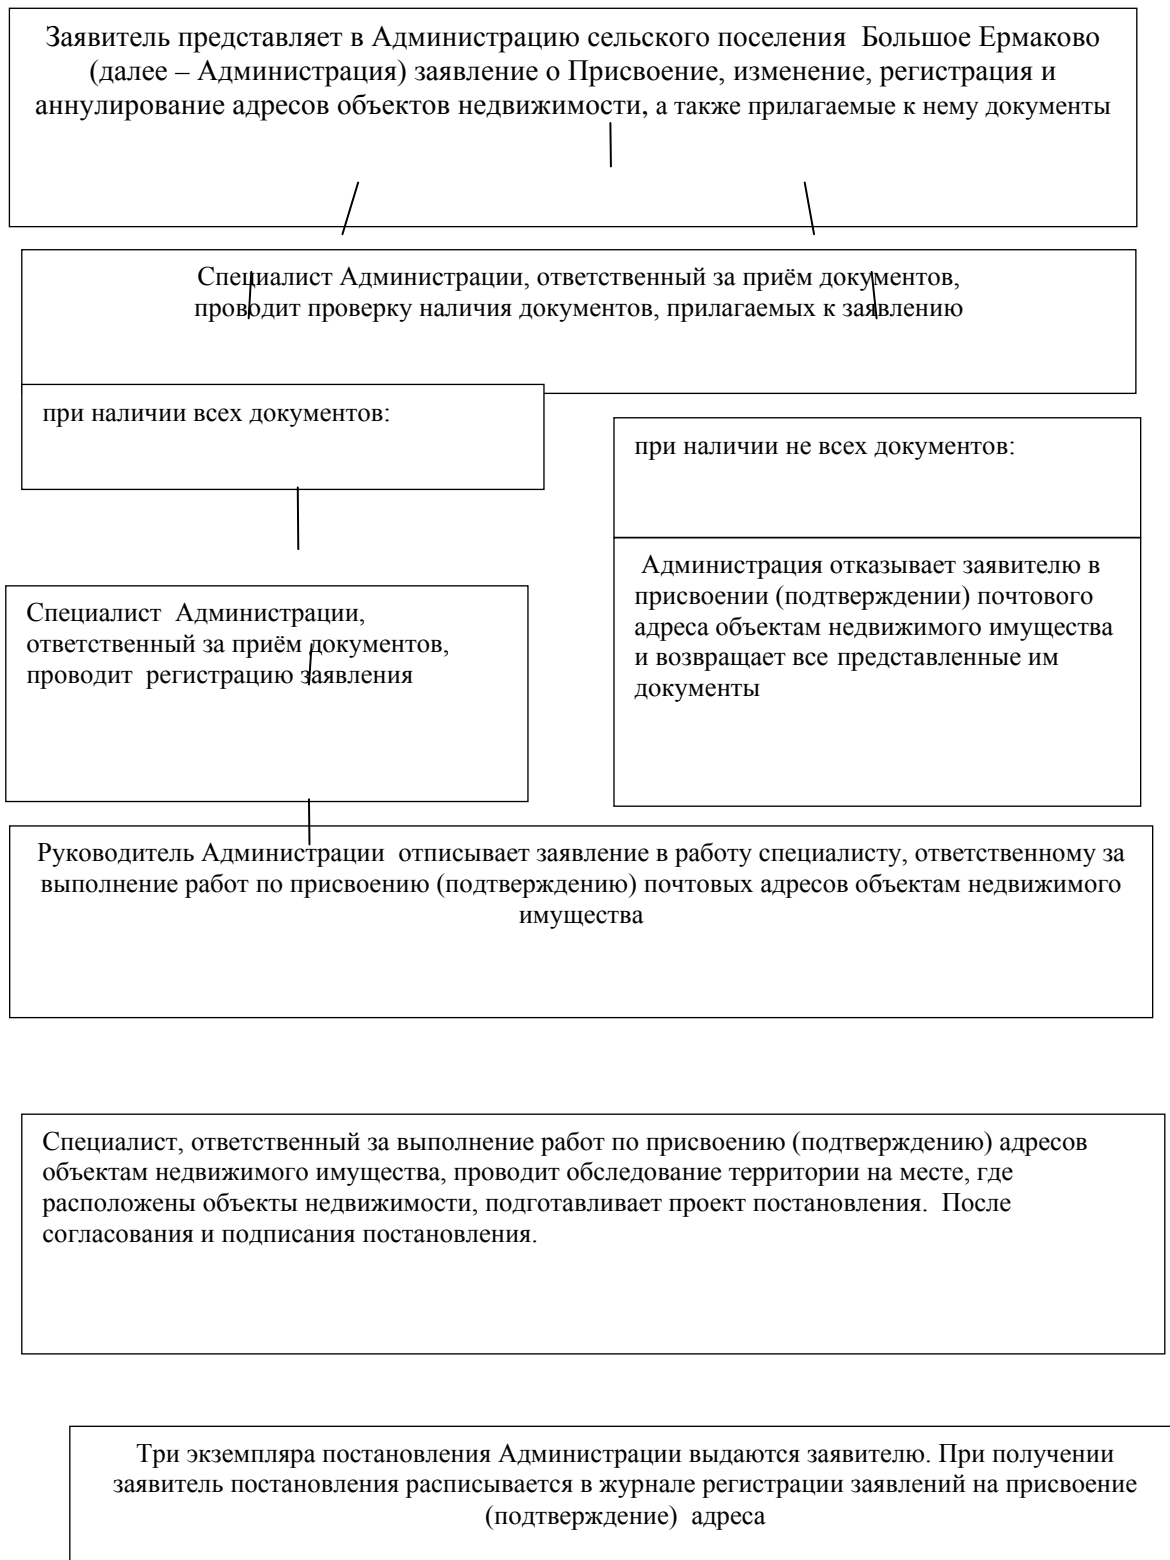 Заявитель представляет в Администрацию сельского поселения Большое Ермаково
(далее – Администрация) заявление о Присвоение, изменение, регистрация и
аннулирование адресов объектов недвижимости, а также прилагаемые к нему документы
Специалист Администрации, ответственный за приём документов,
проводит проверку наличия документов, прилагаемых к заявлению
при наличии всех документов:
при наличии не всех документов:
Администрация отказывает заявителю в
присвоении (подтверждении) почтового
адреса объектам недвижимого имущества
и возвращает все представленные им
документы
Специалист Администрации,
ответственный за приём документов,
проводит регистрацию заявления
Руководитель Администрации отписывает заявление в работу специалисту, ответственному за
выполнение работ по присвоению (подтверждению) почтовых адресов объектам недвижимого
имущества
Специалист, ответственный за выполнение работ по присвоению (подтверждению) адресов
объектам недвижимого имущества, проводит обследование территории на месте, где
расположены объекты недвижимости, подготавливает проект постановления. После
согласования и подписания постановления.
Три экземпляра постановления Администрации выдаются заявителю. При получении
заявитель постановления расписывается в журнале регистрации заявлений на присвоение
(подтверждение) адреса